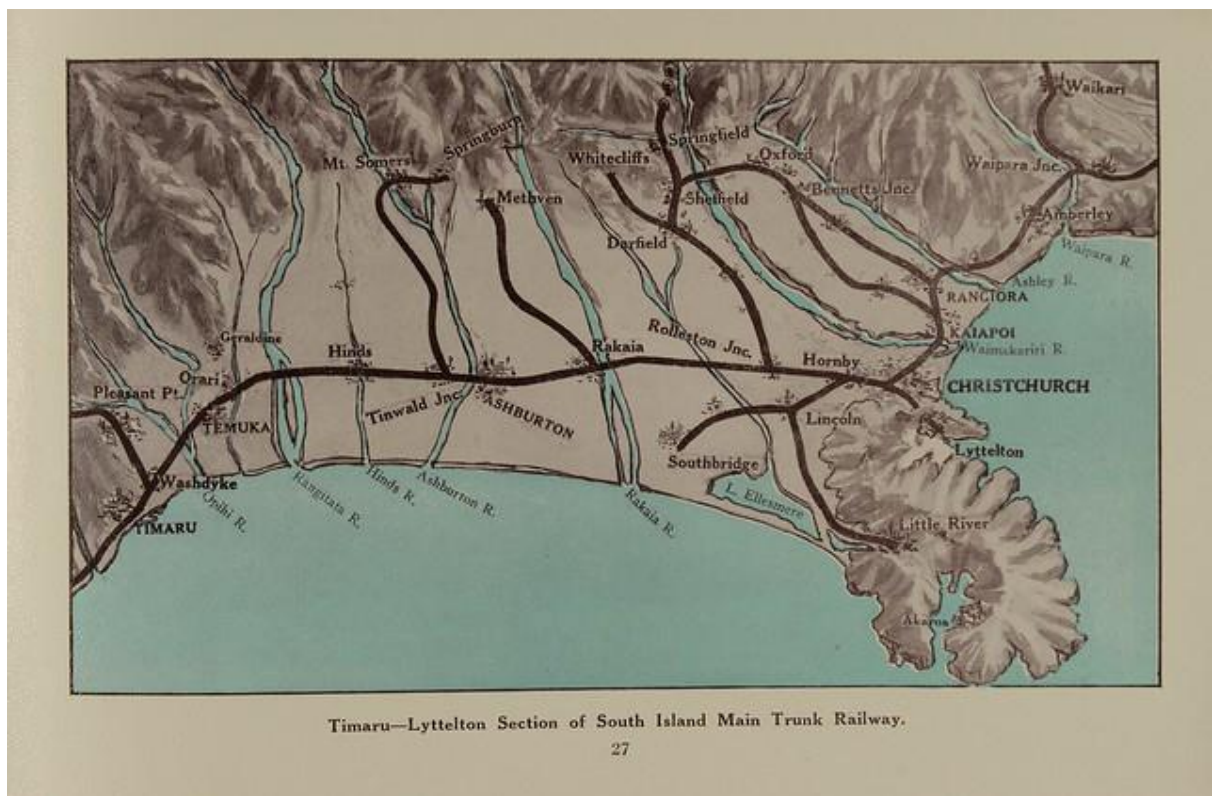 Waikari
Springburn
Mt. Somers
Whitecliffs
Springfield
Oxford
Waipara Jnc.
Methven
Sheffield
Bennetts Jnc.
Amberley
Darfield
Waipara R.
Ashley R.
RANGIORA
Geraldine
Hinds
Rakaia
Rolleston Jnc.
KAIAPOI
Waimakariri R.
Hornby
Orari
Pleasant Pt.
CHRISTCHURCH
Tinwald Jnc.
ASHBURTON
TEMUKA
Lincoln
Lyttelton
Southbridge
Washdyke
Opihi R.
Rangitata R.
Hinds R.
Ashburton R.
Rakaia R.
L. Ellesmere
TIMARU
Little River
Akaroa
Timaru—Lyttelton Section of South Island Main Trunk Railway.
27